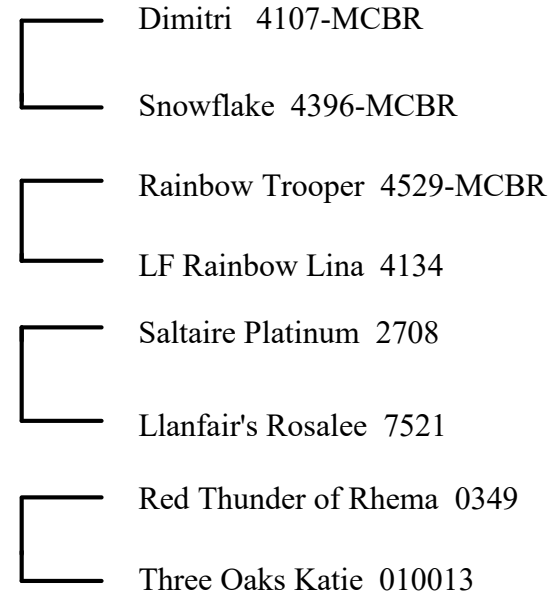 Dimitri 4107-MCBR
Snowflake 4396-MCBR
Rainbow Trooper 4529-MCBR
LF Rainbow Lina 4134
Saltaire Platinum 2708
Llanfair's Rosalee 7521
Red Thunder of Rhema 0349
Three Oaks Katie 010013